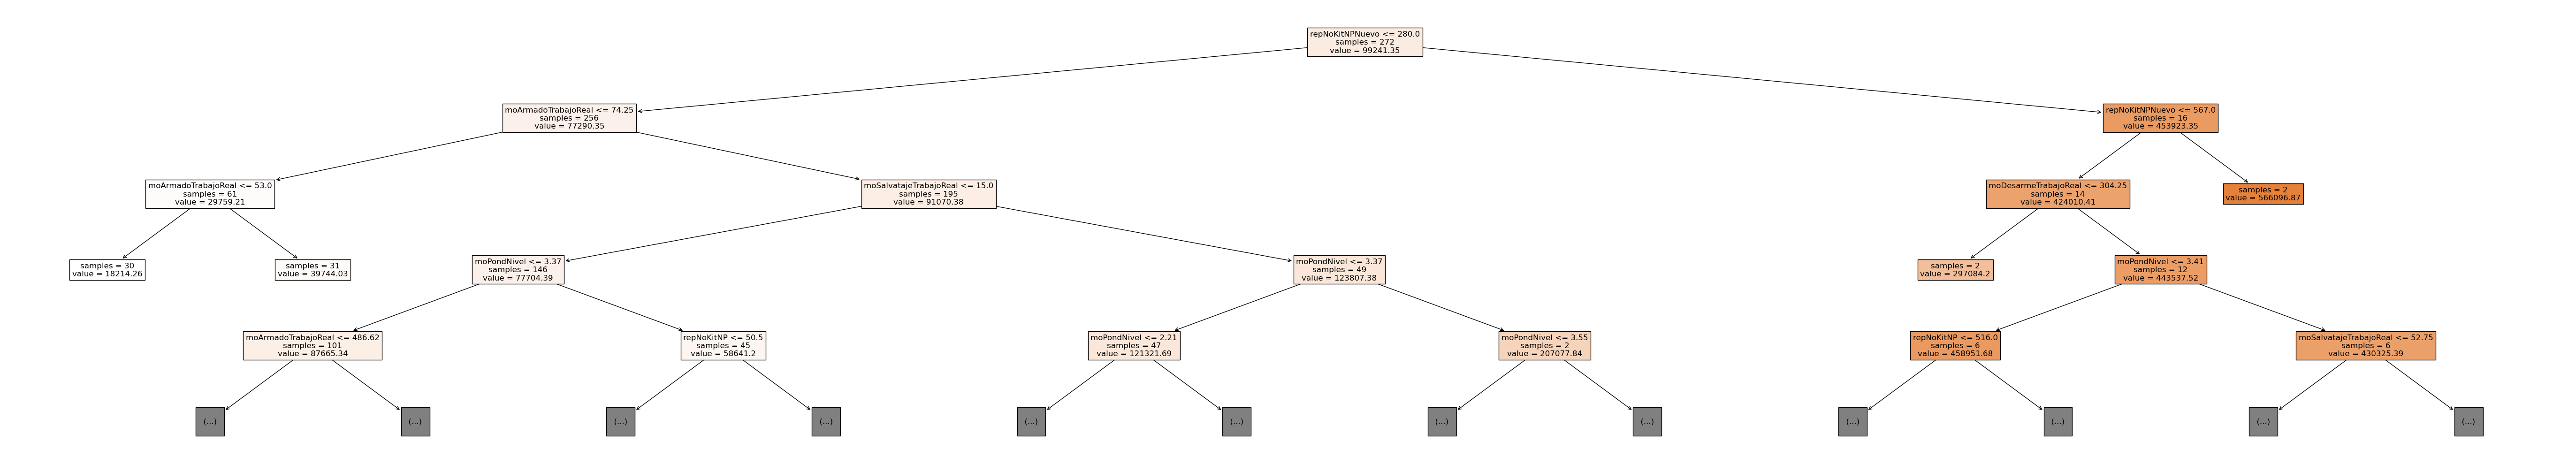 repNoKitNPNuevo <= 280.0
samples = 272
value = 99241.35
moArmadoTrabajoReal <= 74.25
samples = 256
value = 77290.35
repNoKitNPNuevo <= 567.0
samples = 16
value = 453923.35
moArmadoTrabajoReal <= 53.0
samples = 61
value = 29759.21
moSalvatajeTrabajoReal <= 15.0
samples = 195
value = 91070.38
moDesarmeTrabajoReal <= 304.25
samples = 14
value = 424010.41
samples = 2
value = 566096.87
samples = 30
value = 18214.26
samples = 31
value = 39744.03
moPondNivel <= 3.37
samples = 146
value = 77704.39
moPondNivel <= 3.37
samples = 49
value = 123807.38
samples = 2
value = 297084.2
moPondNivel <= 3.41
samples = 12
value = 443537.52
moArmadoTrabajoReal <= 486.62
samples = 101
value = 87665.34
repNoKitNP <= 50.5
samples = 45
value = 58641.2
moPondNivel <= 2.21
samples = 47
value = 121321.69
moPondNivel <= 3.55
samples = 2
value = 207077.84
repNoKitNP <= 516.0
samples = 6
value = 458951.68
moSalvatajeTrabajoReal <= 52.75
samples = 6
value = 430325.39
(...)
(...)
(...)
(...)
(...)
(...)
(...)
(...)
(...)
(...)
(...)
(...)